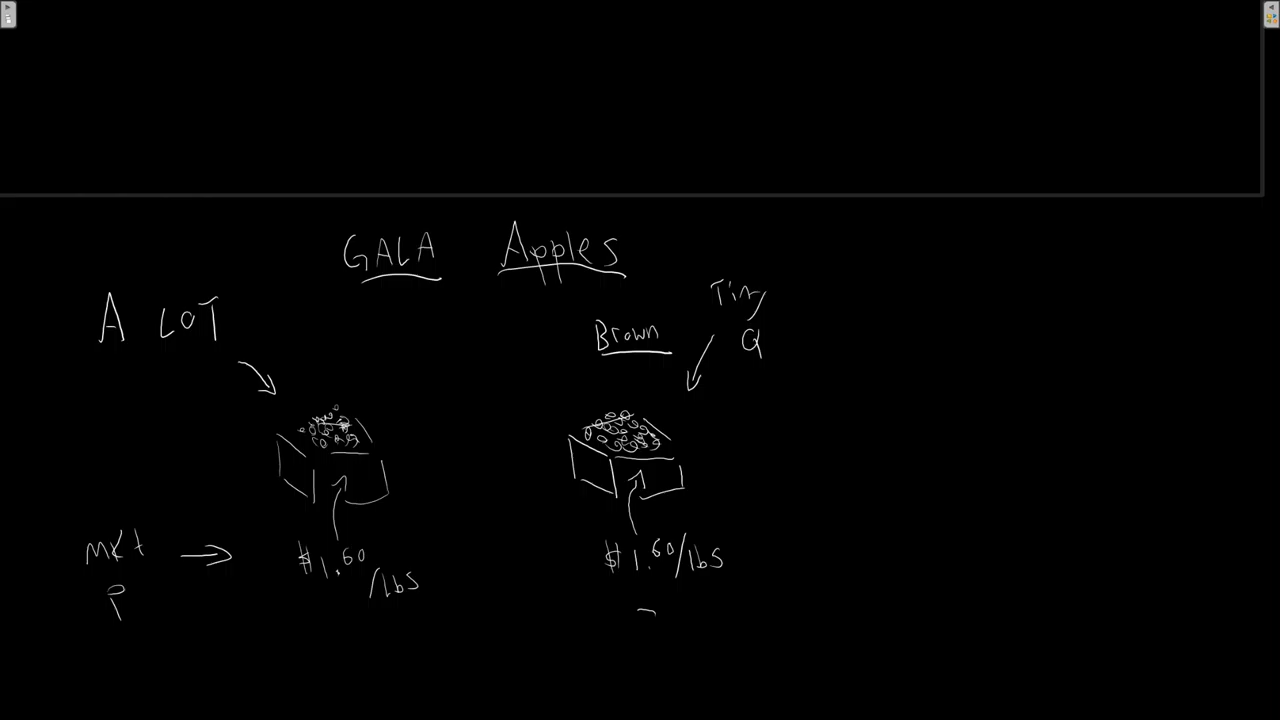 GALA Apples
A LOT
Tiny
Q
Brown
MKt
P
$1.60
/lbs
$1.60/lbs